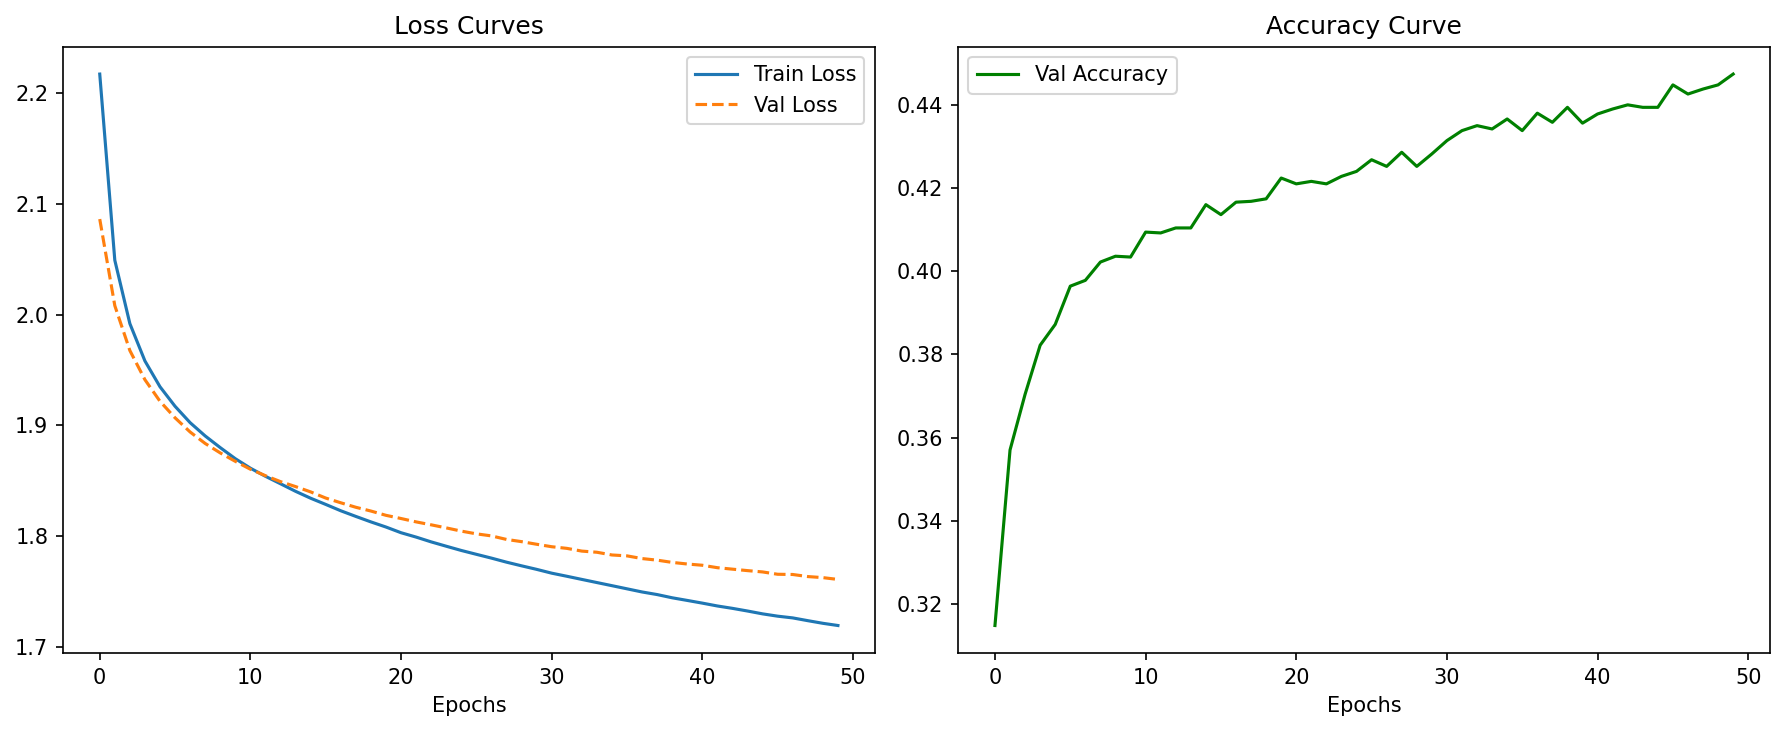 Loss Curves
Train Loss
Val Loss
2.2
2.1
2.0
1.9
1.8
1.7
0 10 20 30 40 50
Epochs
Accuracy Curve
Val Accuracy
0.44
0.42
0.40
0.38
0.36
0.34
0.32
0 10 20 30 40 50
Epochs